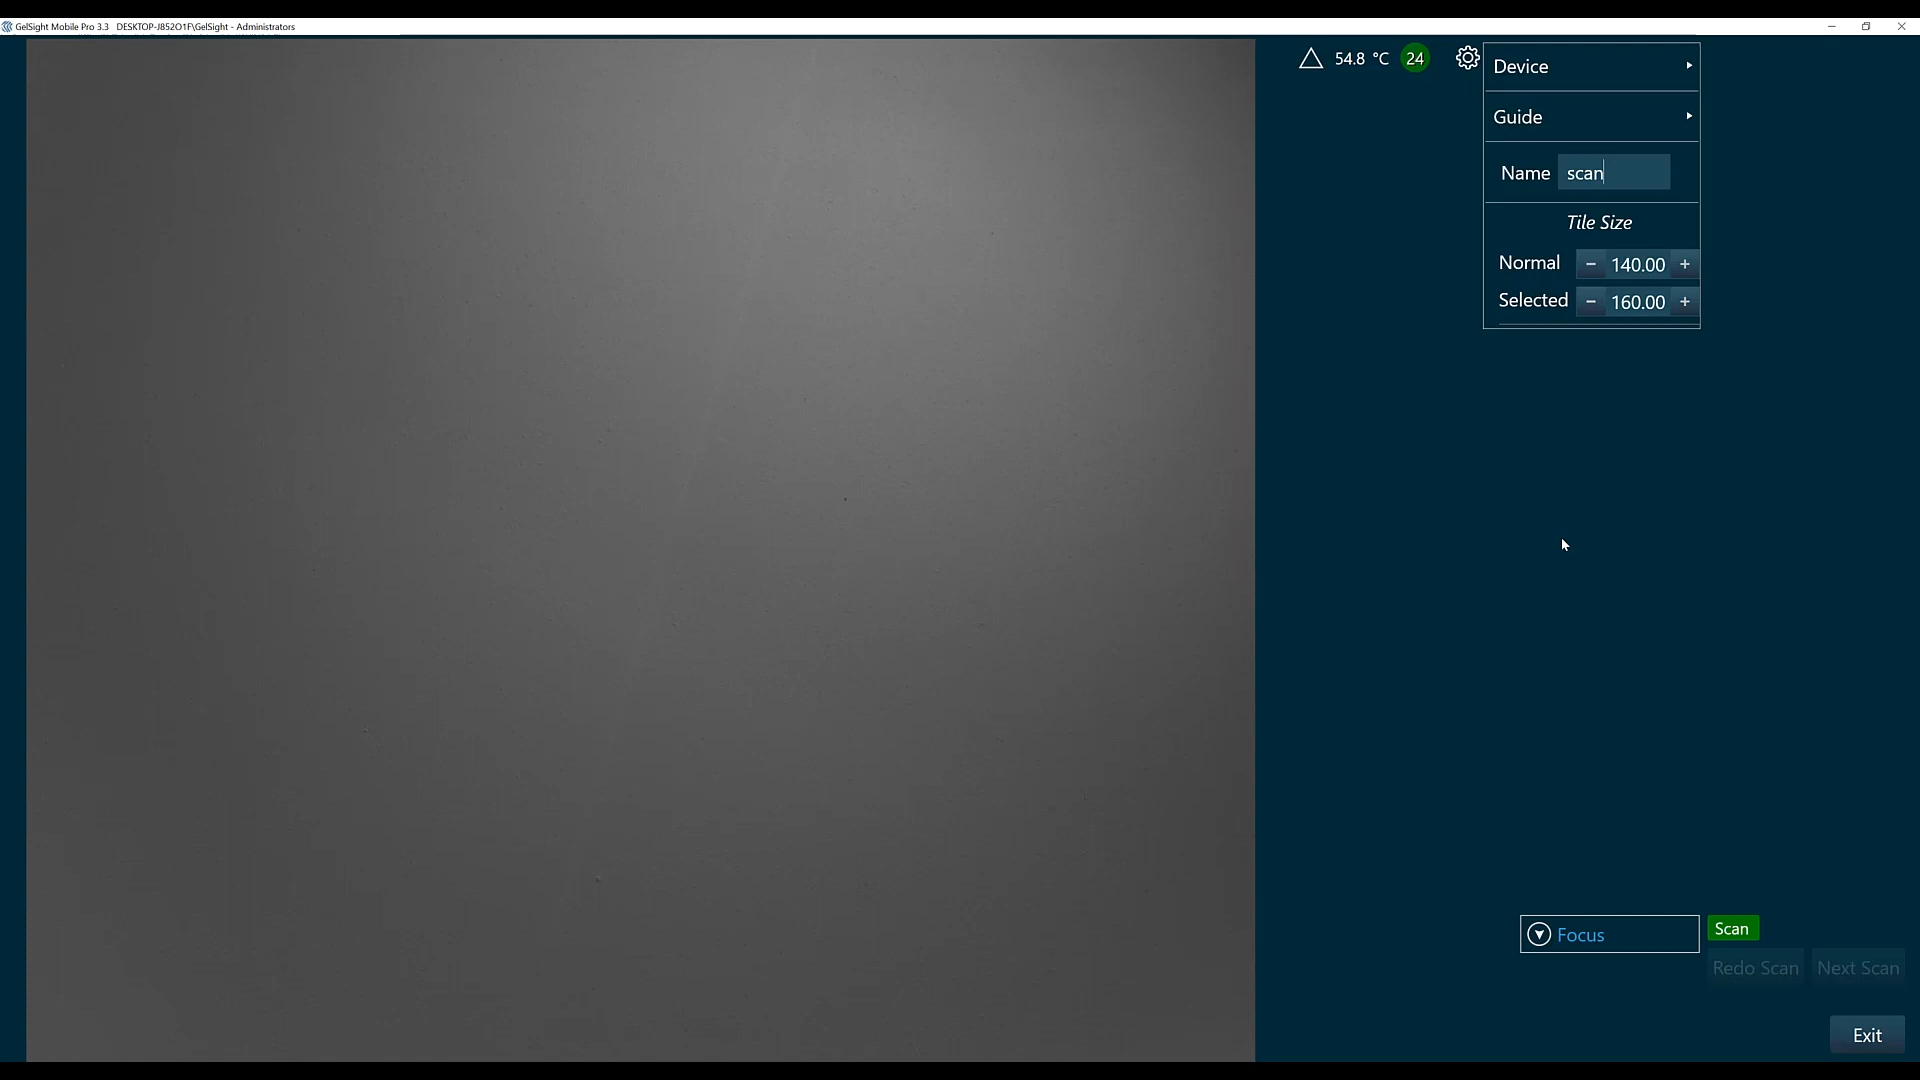 GelSight Mobile Pro 3.3 DESKTOP-J852O1F\GelSight - Administrators
54.8 °C 24
Device
Guide
Name scan
Tile Size
Normal − 140.00 +
Selected − 160.00 +
Focus
Scan
Redo Scan Next Scan
Exit